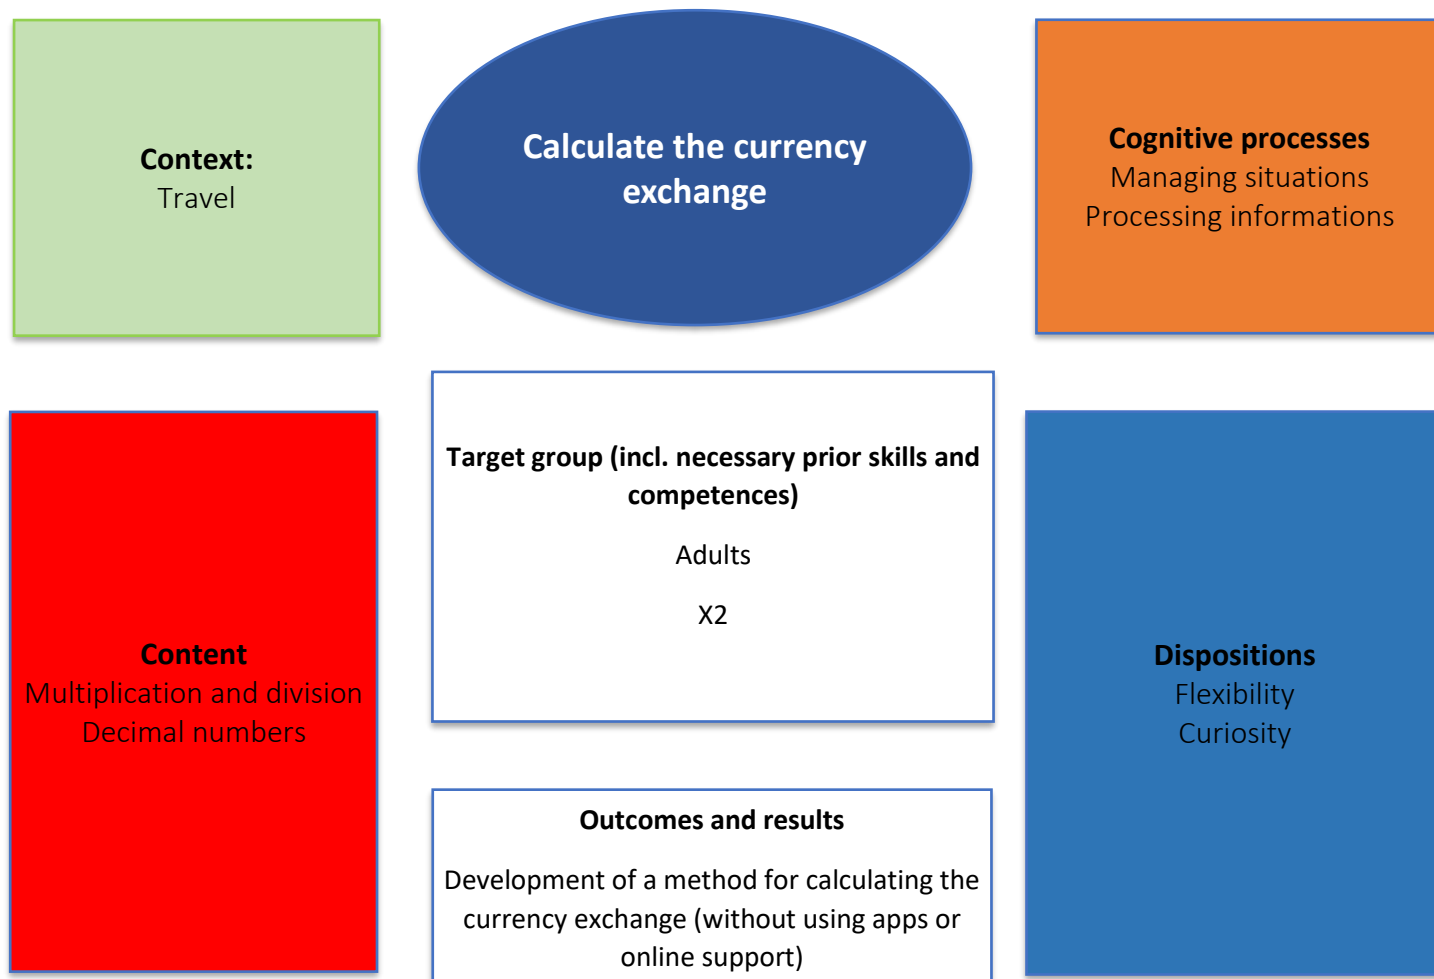 Context:
Travel
Calculate the currency
exchange
Cognitive processes
Managing situations
Processing informations
Content
Multiplication and division
Decimal numbers
Target group (incl. necessary prior skills and
competences)
Adults
X2
Dispositions
Flexibility
Curiosity
Outcomes and results
Development of a method for calculating the
currency exchange (without using apps or
online support)